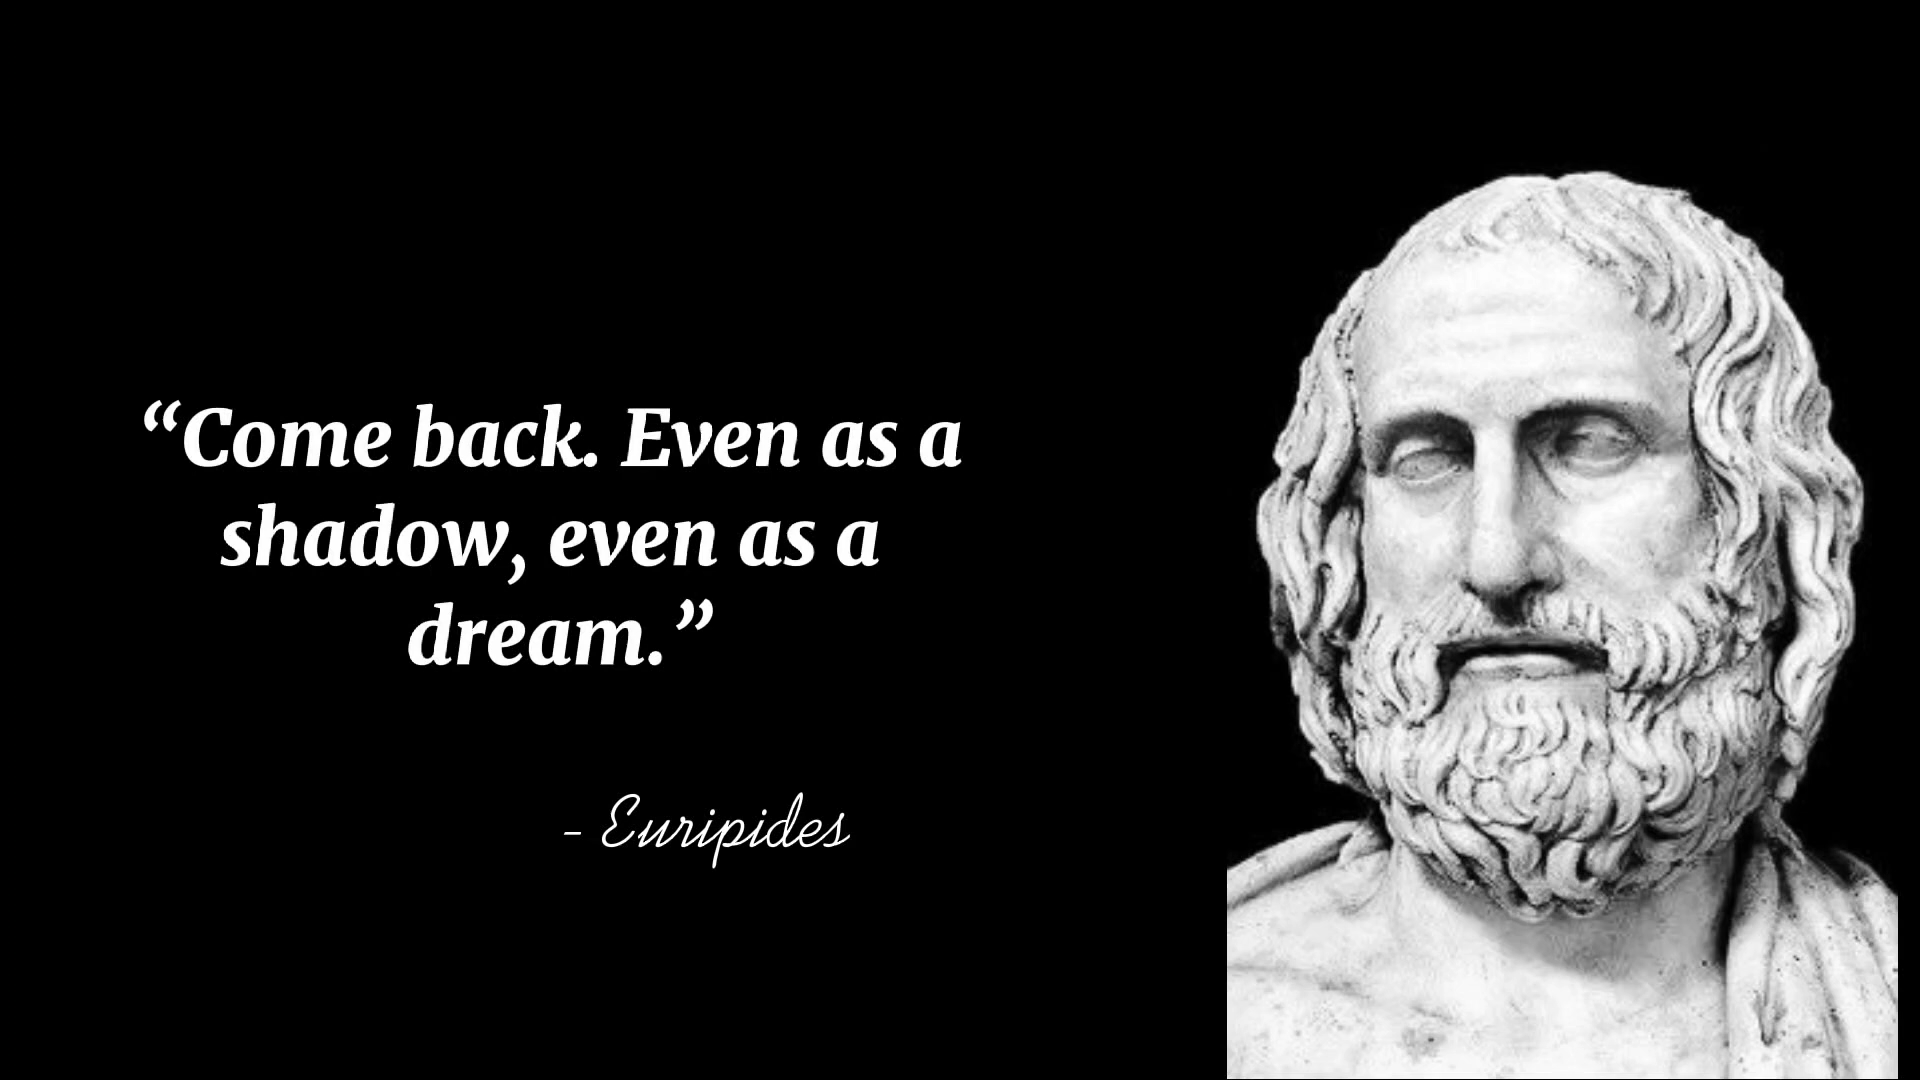 “Come back. Even as a
shadow, even as a
dream.”
- Euripides